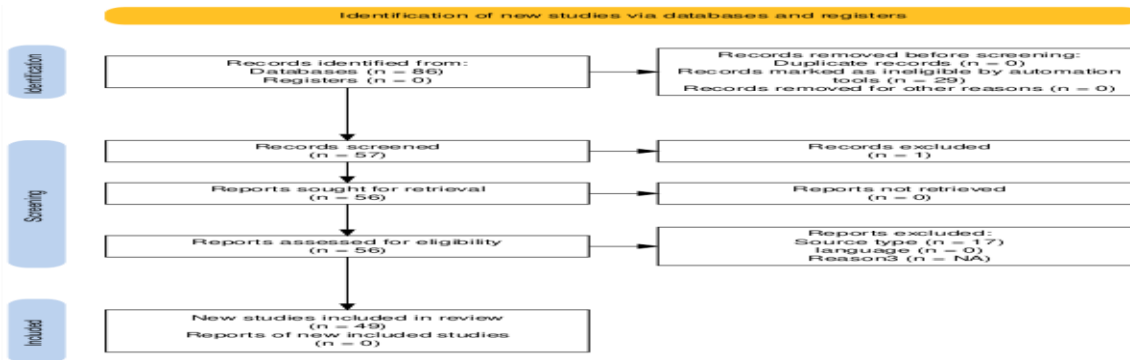 Identification of new studies via databases and registers
Identification
Records identified from:
Databases (n = 86)
Registers (n = 0)
Records removed before screening:
Duplicate records (n = 0)
Records marked as ineligible by automation
tools (n = 29)
Records removed for other reasons (n = 0)
Screening
Records screened
(n = 57)
Records excluded
(n = 1)
Reports sought for retrieval
(n = 56)
Reports not retrieved
(n = 0)
Reports assessed for eligibility
(n = 56)
Reports excluded:
Source type (n = 17)
language (n = 0)
Reason3 (n = NA)
Included
New studies included in review
(n = 49)
Reports of new included studies
(n = 0)